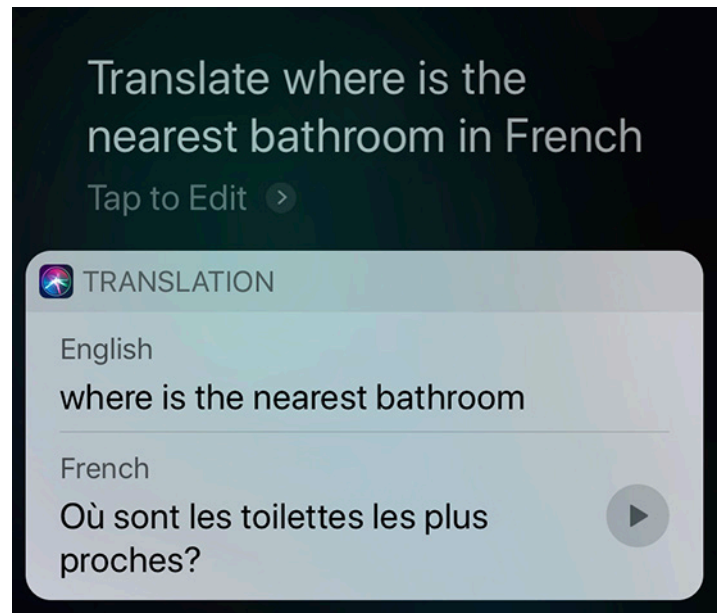 Translate where is the
nearest bathroom in French
Tap to Edit
TRANSLATION
English
where is the nearest bathroom
French
Où sont les toilettes les plus
proches?